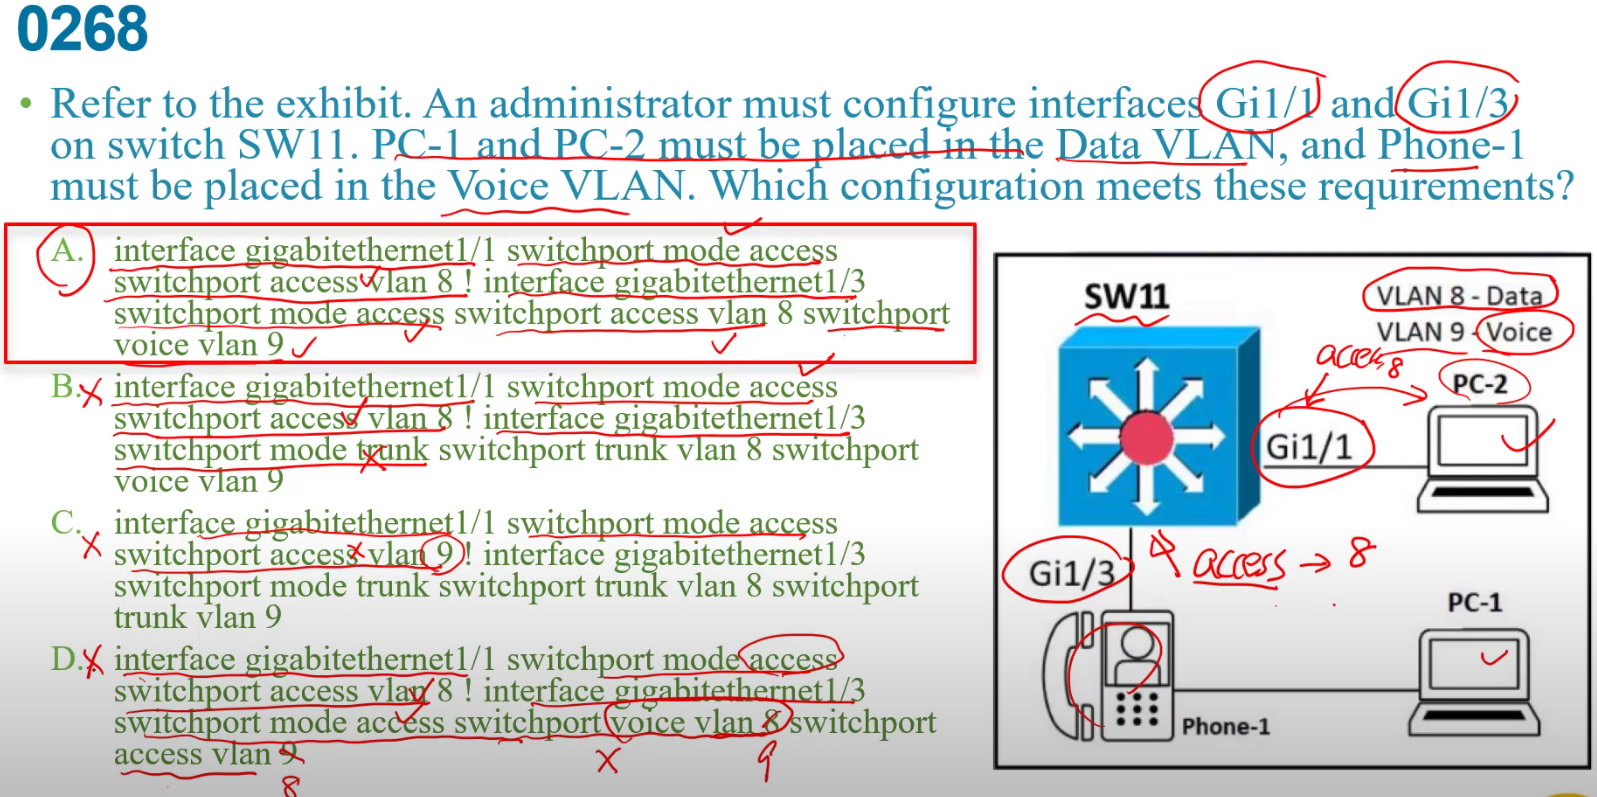 0268
• Refer to the exhibit. An administrator must configure interfaces Gi1/1 and Gi1/3
on switch SW11. PC-1 and PC-2 must be placed in the Data VLAN, and Phone-1
must be placed in the Voice VLAN. Which configuration meets these requirements?
A. interface gigabitethernet1/1 switchport mode access
switchport access vlan 8 ! interface gigabitethernet1/3
switchport mode access switchport access vlan 8 switchport
voice vlan 9
B. interface gigabitethernet1/1 switchport mode access
switchport access vlan 8 ! interface gigabitethernet1/3
switchport mode trunk switchport trunk vlan 8 switchport
voice vlan 9
C. interface gigabitethernet1/1 switchport mode access
switchport access vlan 9 ! interface gigabitethernet1/3
switchport mode trunk switchport trunk vlan 8 switchport
trunk vlan 9
D. interface gigabitethernet1/1 switchport mode access
switchport access vlan 8 ! interface gigabitethernet1/3
switchport mode access switchport voice vlan 8 switchport
access vlan 9
9
8
SW11
VLAN 8 - Data
VLAN 9 - Voice
access 8
PC-2
Gi1/1
Gi1/3
access → 8
PC-1
Phone-1